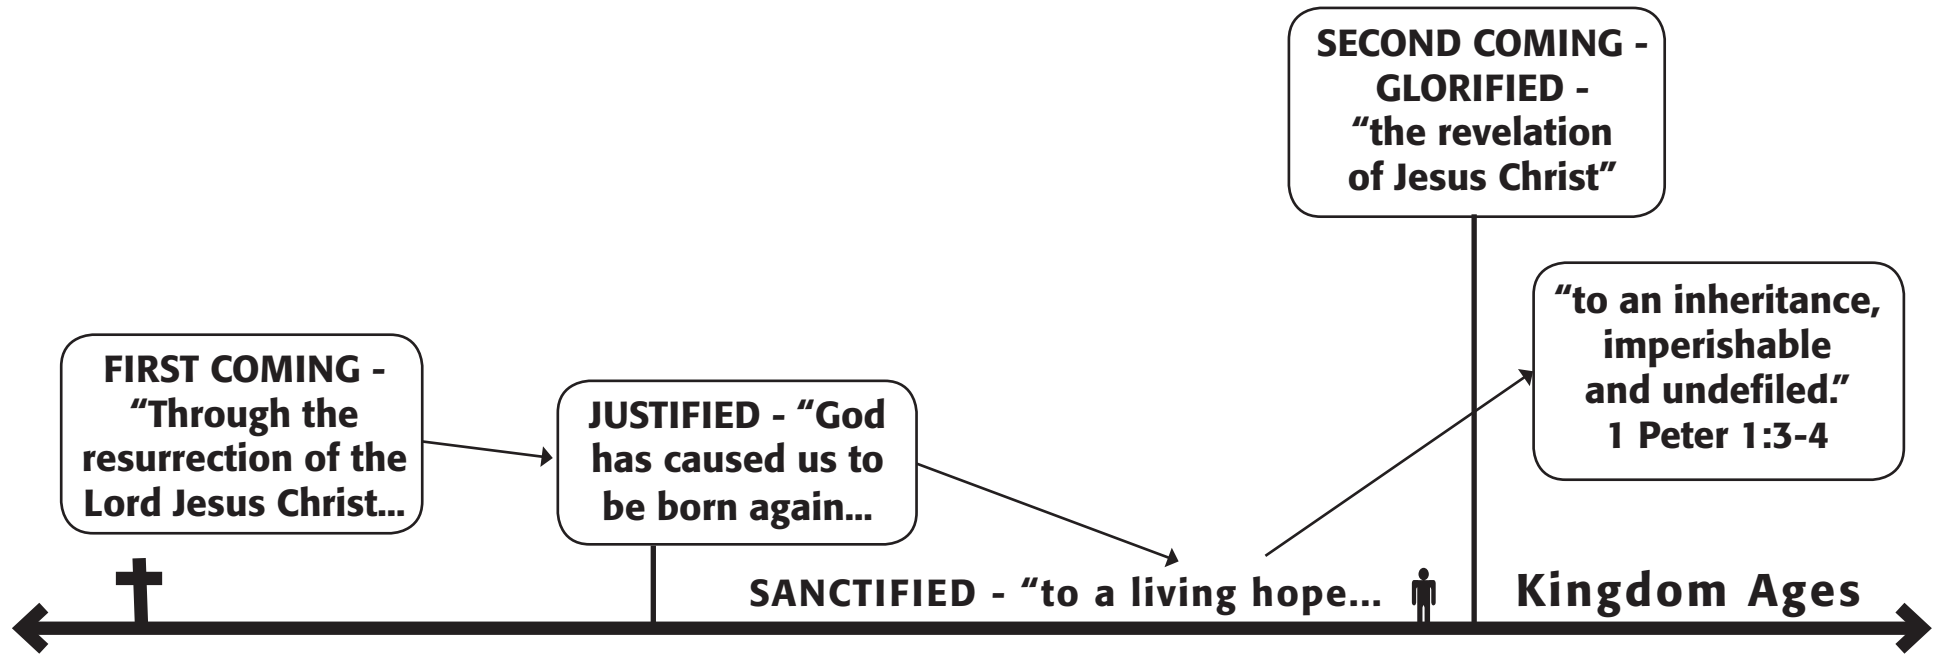 FIRST COMING -
“Through the
resurrection of the
Lord Jesus Christ...
JUSTIFIED - “God
has caused us to
be born again...
SANCTIFIED - “to a living hope...
SECOND COMING -
GLORIFIED -
“the revelation
of Jesus Christ”
“to an inheritance,
imperishable
and undefiled.”
1 Peter 1:3-4
Kingdom Ages